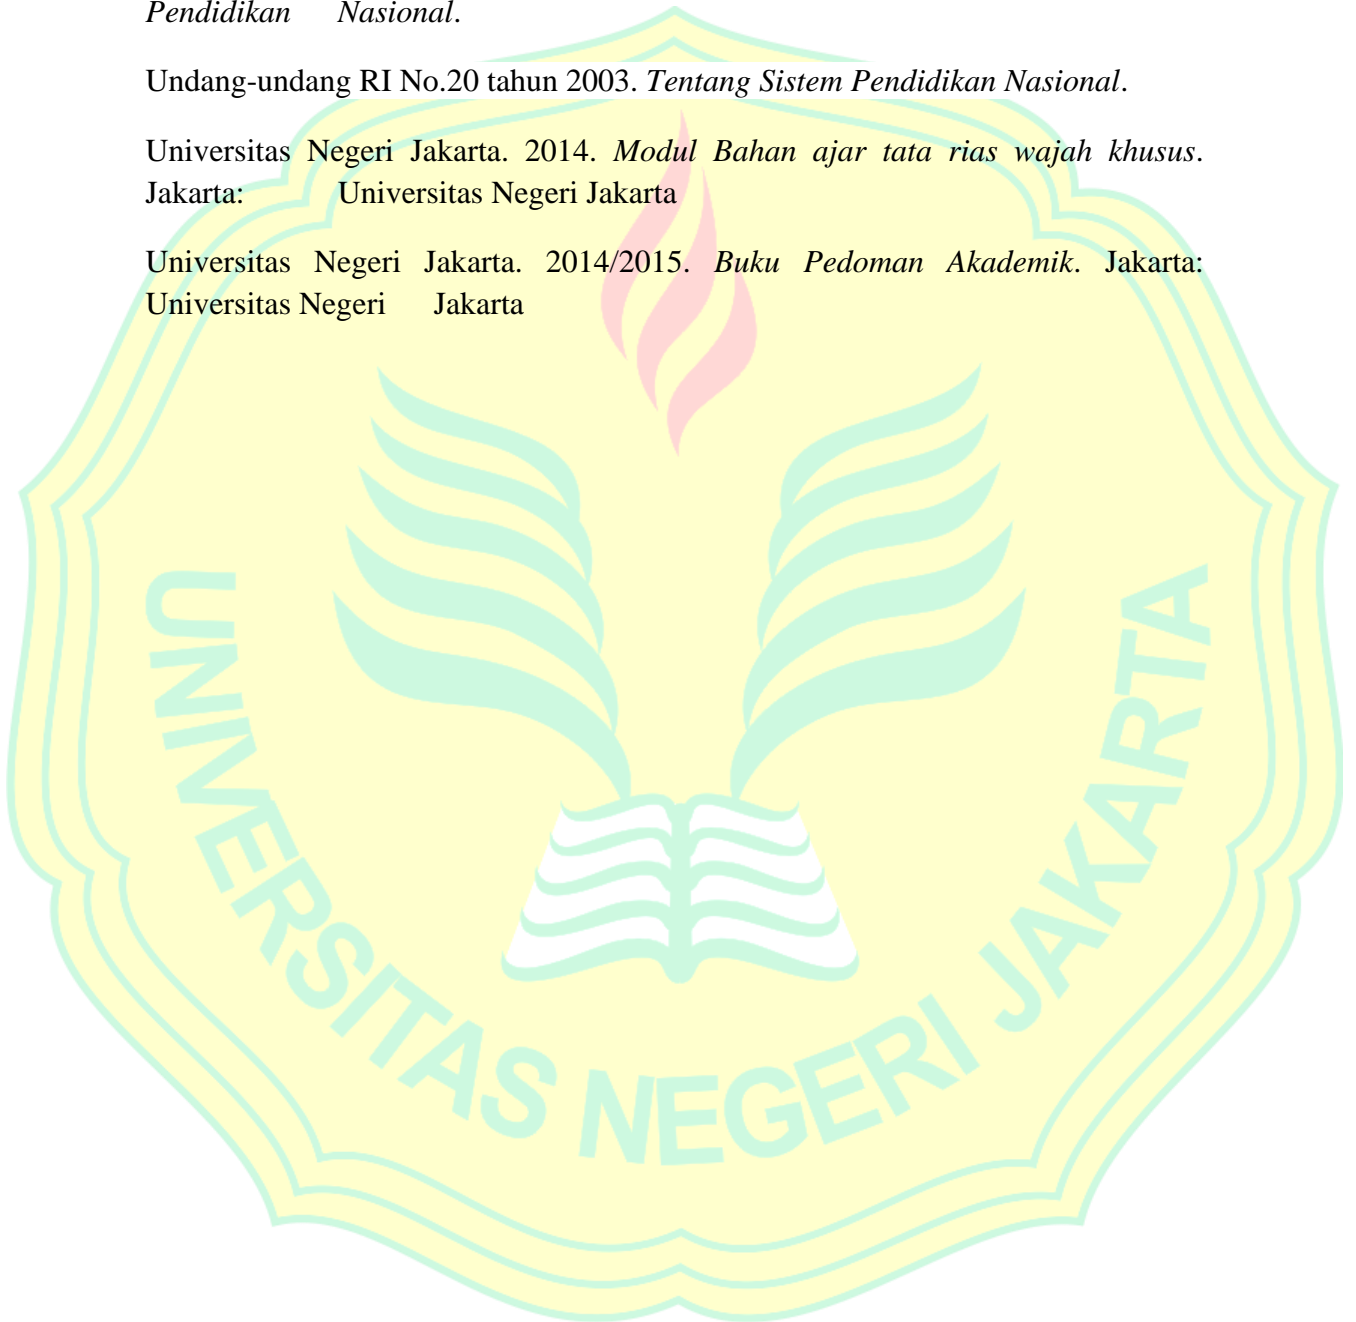 Pendidikan Nasional.
Undang-undang RI No.20 tahun 2003. Tentang Sistem Pendidikan Nasional.
Universitas Negeri Jakarta. 2014. Modul Bahan ajar tata rias wajah khusus.
Jakarta: Universitas Negeri Jakarta
Universitas Negeri Jakarta. 2014/2015. Buku Pedoman Akademik. Jakarta:
Universitas Negeri Jakarta
UNIVERSITAS NEGERI JAKARTA